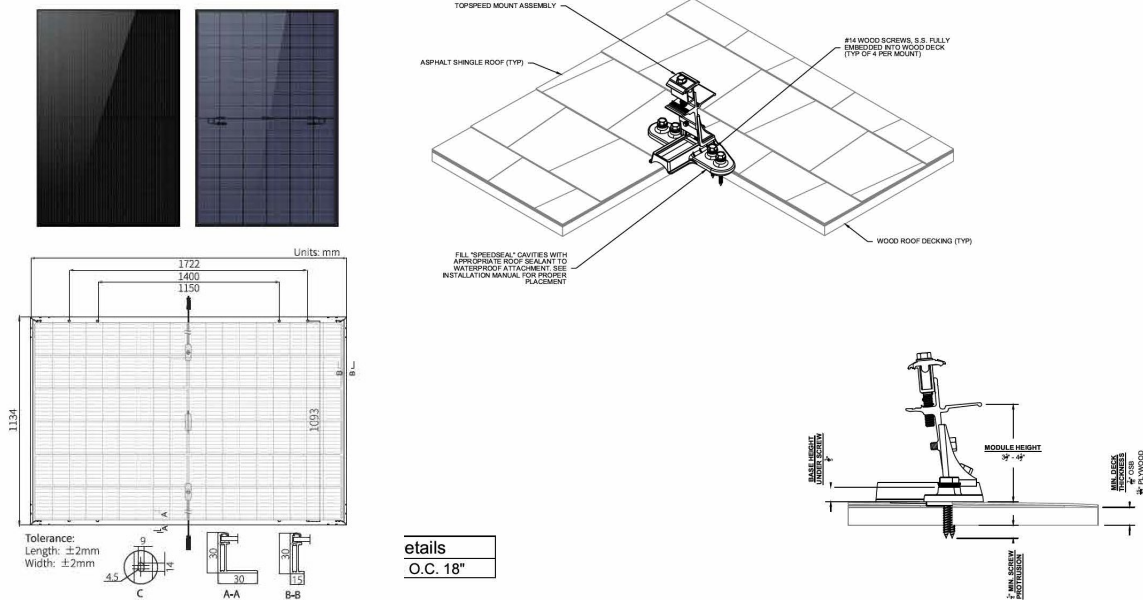 TOPSPEED MOUNT ASSEMBLY
#14 WOOD SCREWS, S.S. FULLY
EMBEDDED INTO WOOD DECK
(TYP OF 4 PER MOUNT)
ASPHALT SHINGLE ROOF (TYP)
WOOD ROOF DECKING (TYP)
FILL "SPEEDSEAL" CAVITIES WITH
APPROPRIATE ROOF SEALANT TO
WATERPROOF ATTACHMENT. SEE
INSTALLATION MANUAL FOR PROPER
PLACEMENT
Units: mm
1722
1400
1150
B
B
1134
1093
A
A
Tolerance:
Length: ±2mm
Width: ±2mm
9
4.5
14
C
30
30
A-A
30
15
B-B
etails
O.C. 18"
BASE HEIGHT
UNDER SCREW
MODULE HEIGHT
MIN. DECK
THICKNESS
OSB
PLYWOOD
MIN. SCREW
PROTRUSION